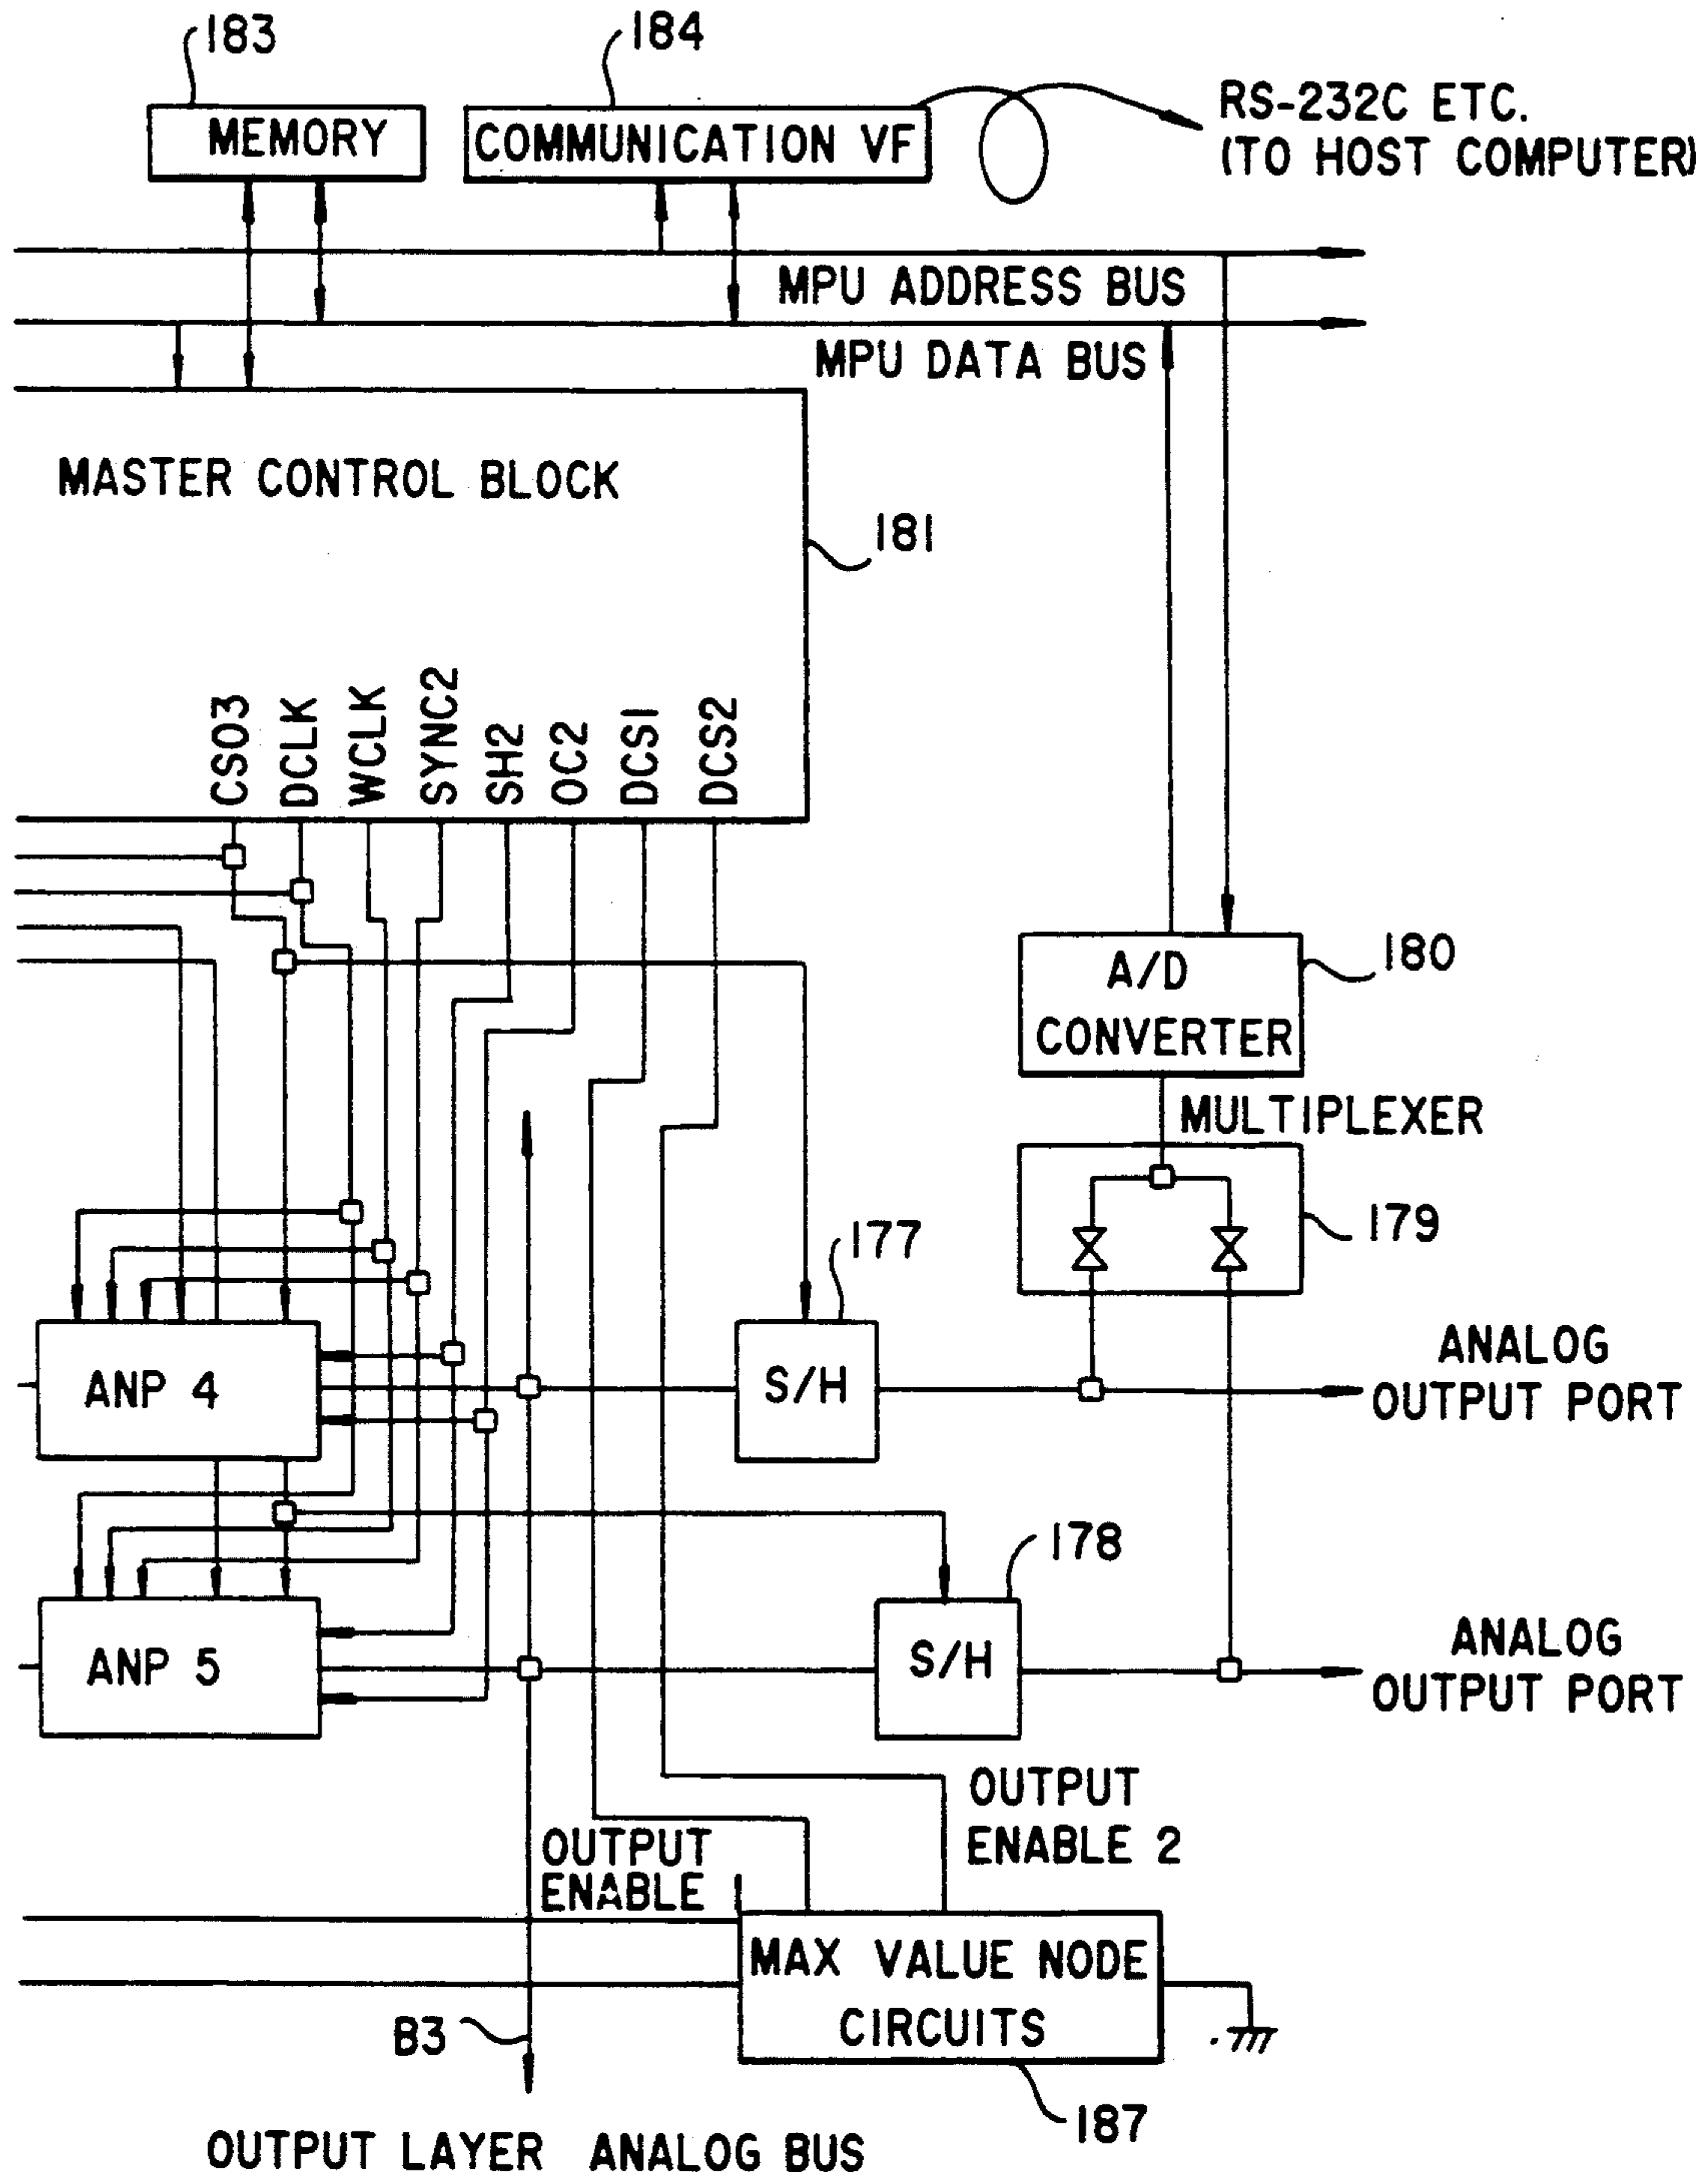 183
184
MEMORY
COMMUNICATION VF
RS-232C ETC.
(TO HOST COMPUTER)
MPU ADDRESS BUS
MPU DATA BUS
MASTER CONTROL BLOCK
181
CSO3
DCLK
WCLK
SYNC2
SH2
OC2
DCS1
DCS2
A/D
CONVERTER
180
MULTIPLEXER
179
177
ANP 4
S/H
ANALOG
OUTPUT PORT
178
ANP 5
S/H
ANALOG
OUTPUT PORT
OUTPUT
ENABLE 2
OUTPUT
ENABLE 1
MAX VALUE NODE
CIRCUITS
B3
187
OUTPUT LAYER ANALOG BUS